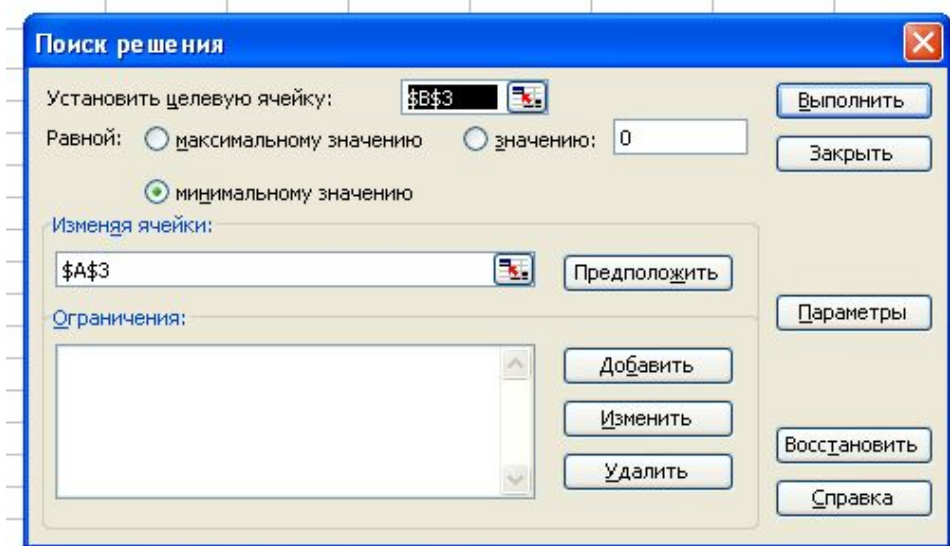 Поиск решения
Установить целевую ячейку: $B$3
Выполнить
Равной: максимальному значению значению: 0
Закрыть
минимальному значению
Изменяя ячейки:
$A$3 Предположить
Ограничения:
Параметры
Добавить
Изменить
Восстановить
Удалить
Справка